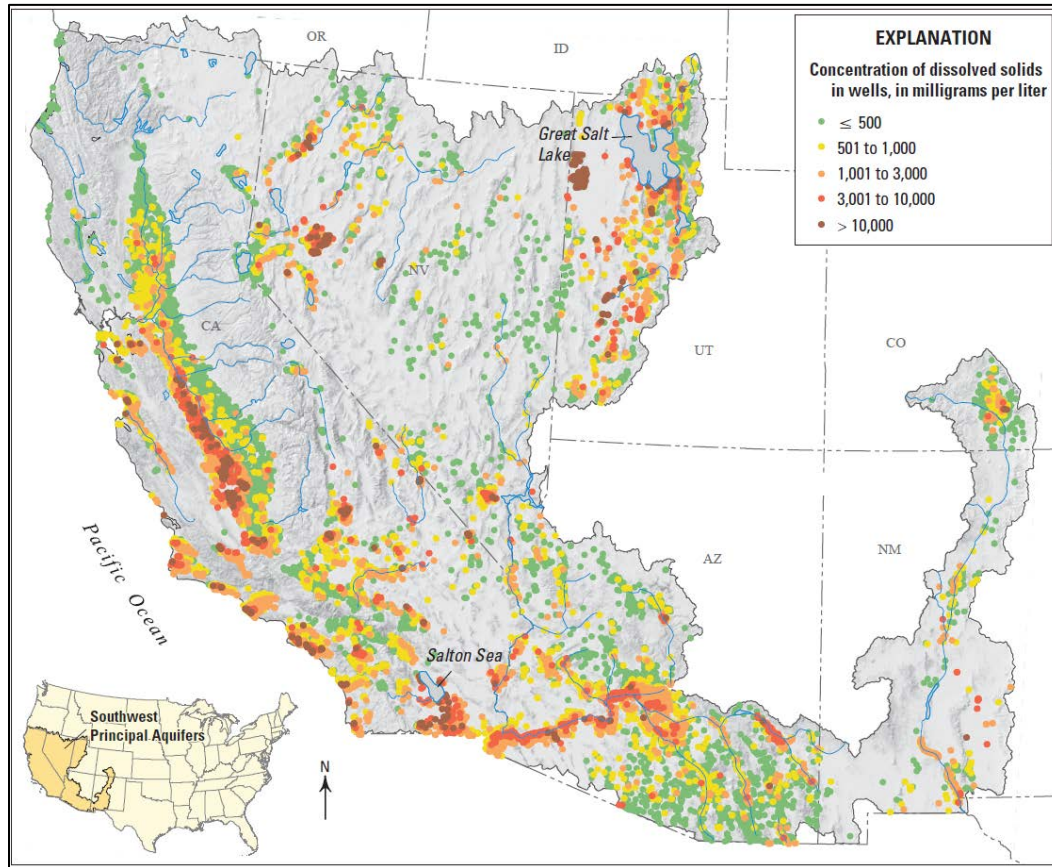 OR
ID
EXPLANATION
Concentration of dissolved solids
in wells, in milligrams per liter
≤ 500
501 to 1,000
1,001 to 3,000
3,001 to 10,000
> 10,000
Great Salt
Lake
NV
CA
UT
CO
AZ
NM
Pacific Ocean
Salton Sea
Southwest
Principal Aquifers
N